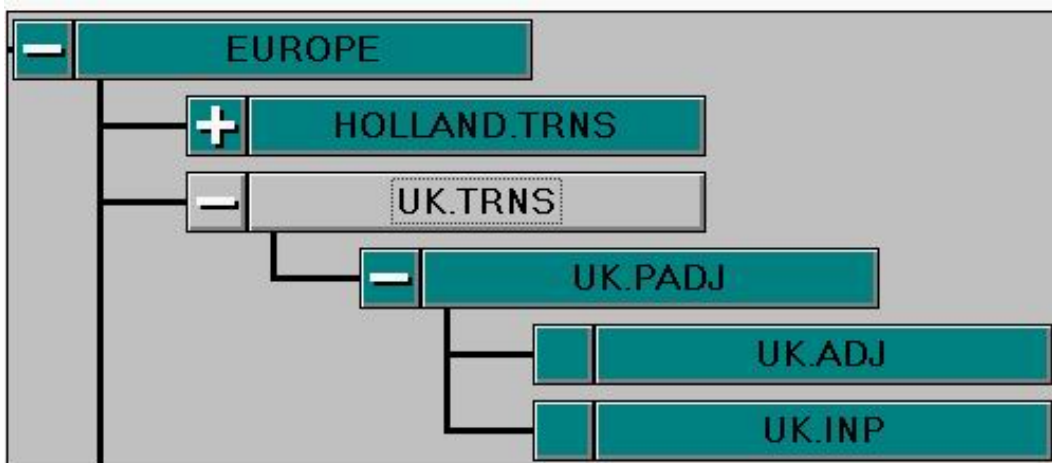 EUROPE
HOLLAND.TRNS
UK.TRNS
UK.PADJ
UK.ADJ
UK.INP